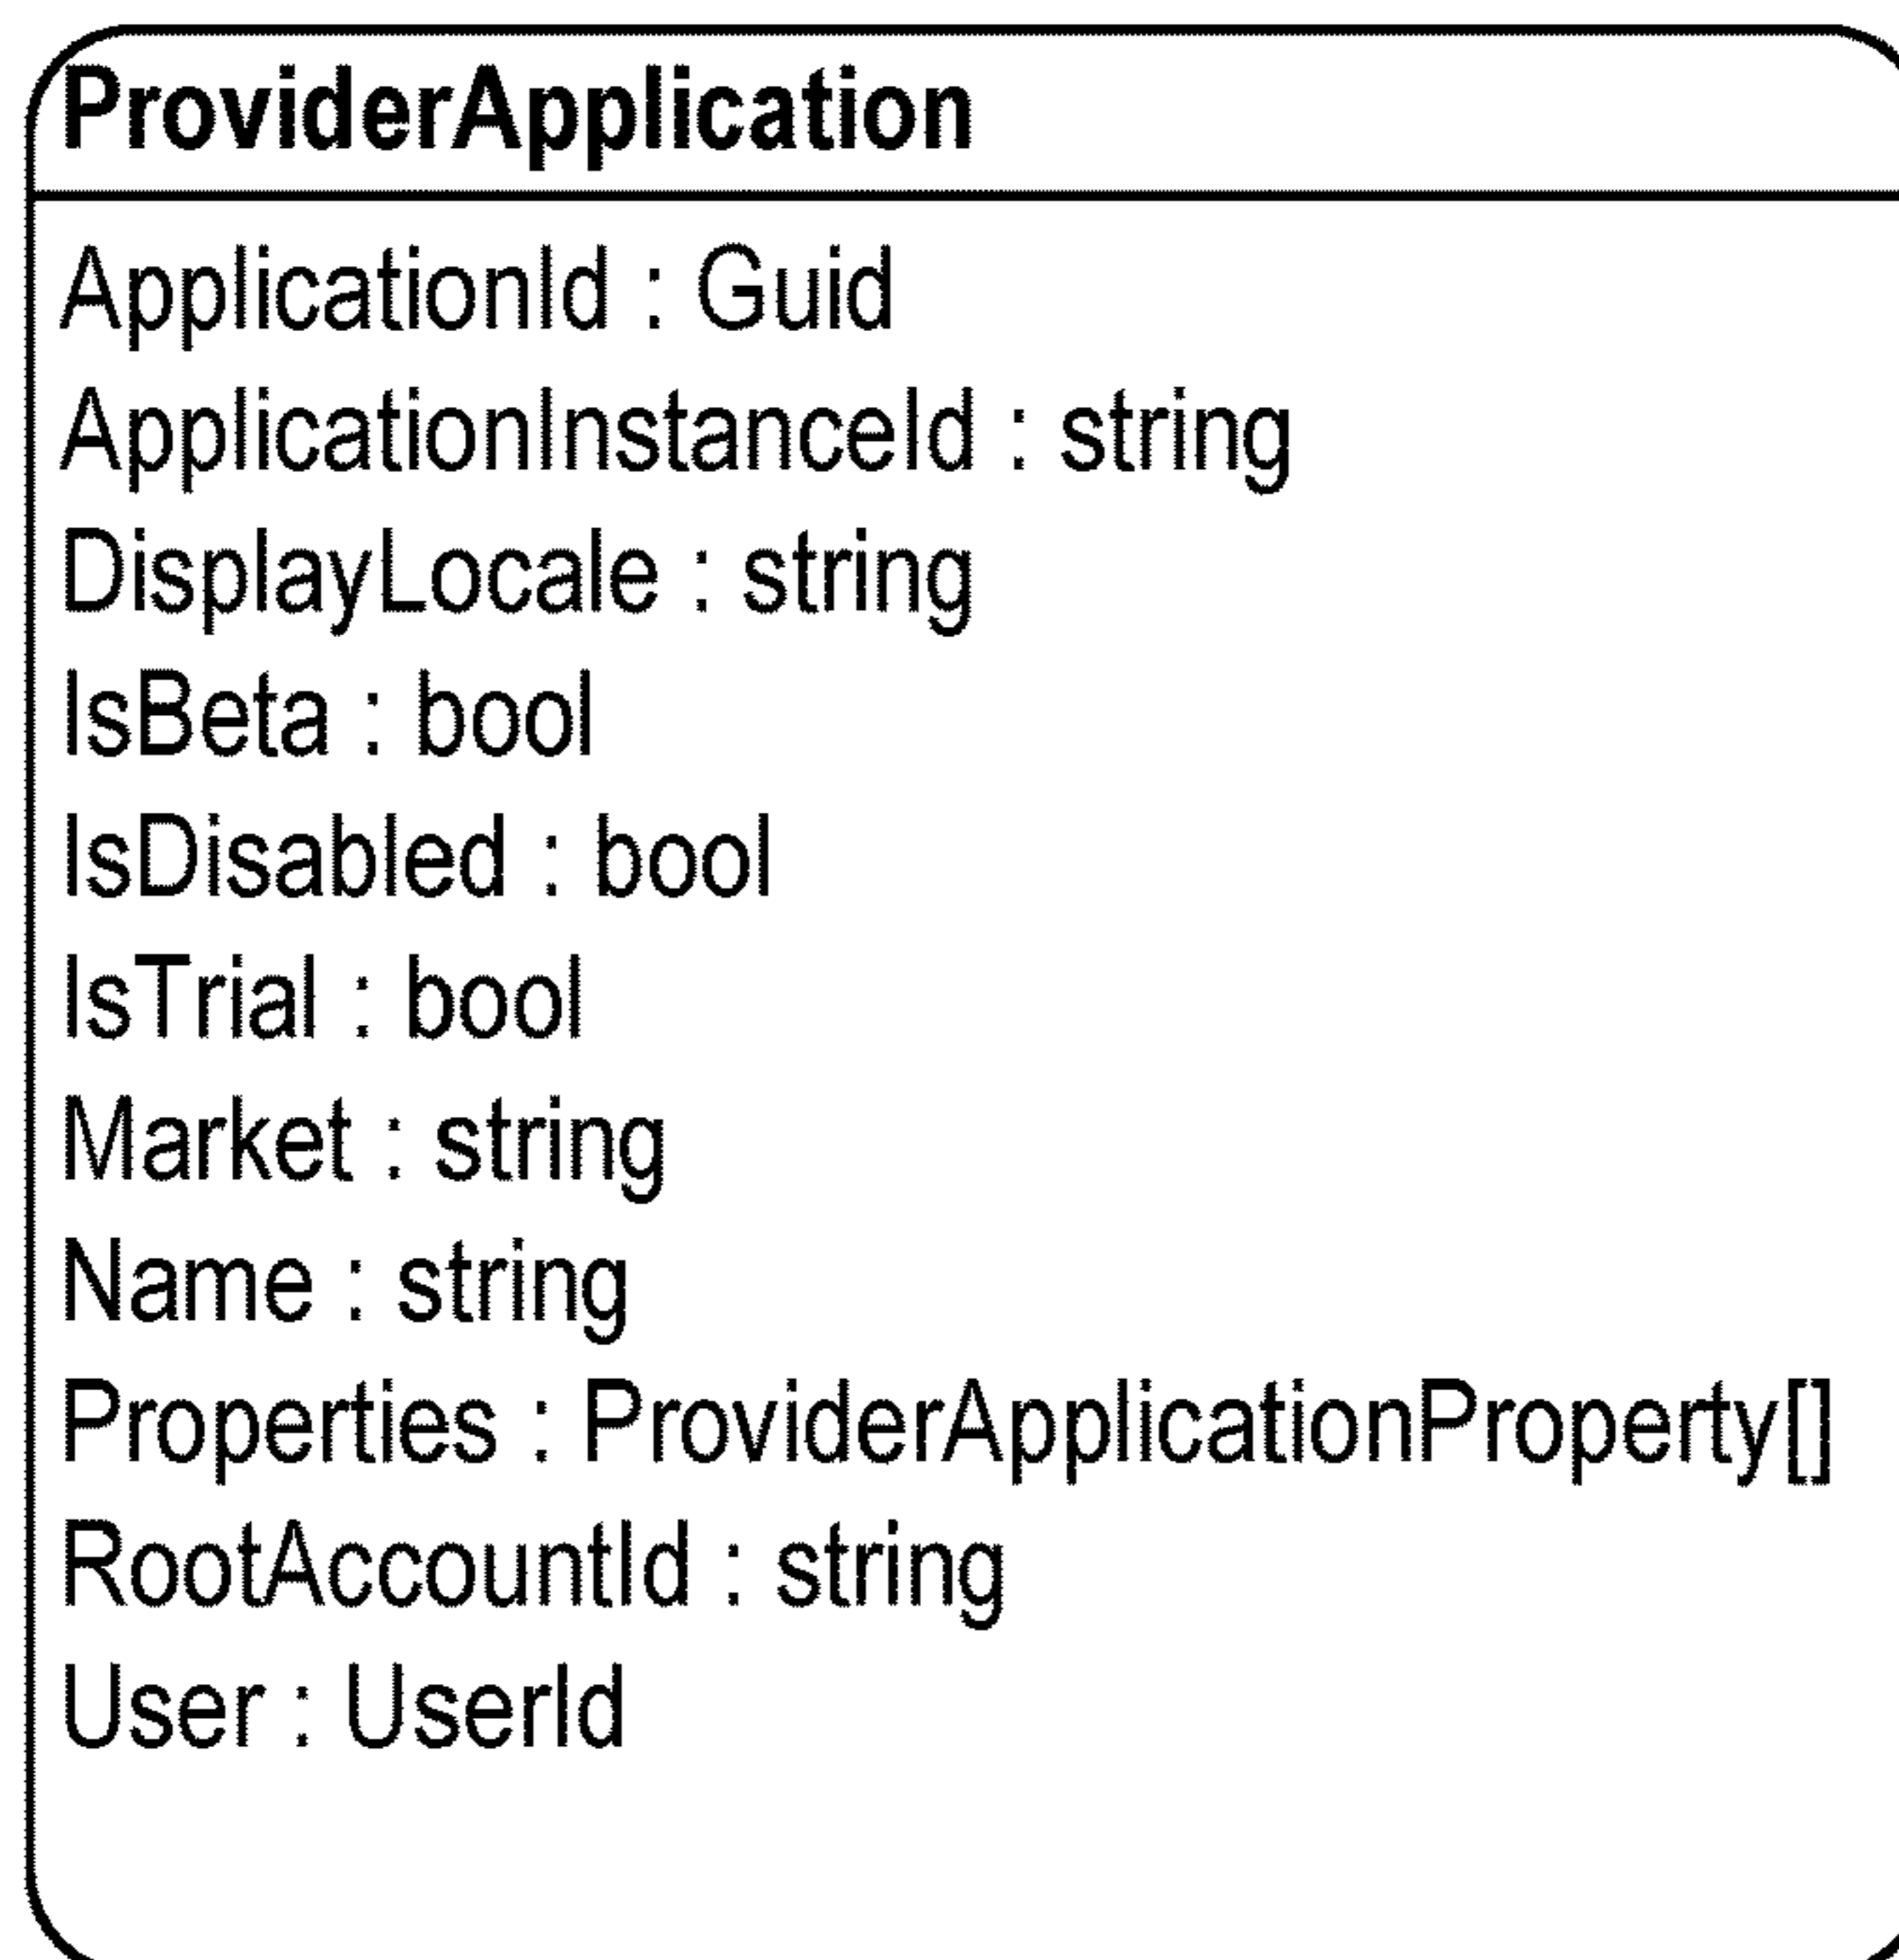 ProviderApplication
ApplicationId : Guid
ApplicationInstanceId : string
DisplayLocale : string
IsBeta : bool
IsDisabled : bool
IsTrial : bool
Market : string
Name : string
Properties : ProviderApplicationProperty[]
RootAccountId : string
User : UserId